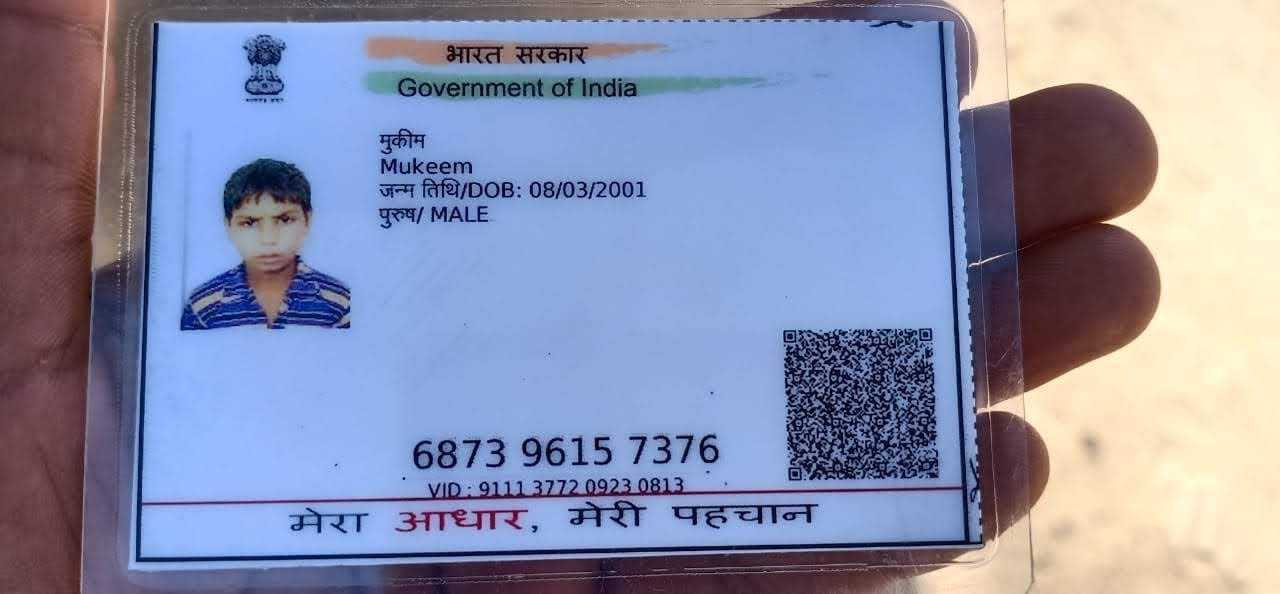 भारत सरकार
Government of India
मुकीम
Mukeem
जन्म तिथि/DOB: 08/03/2001
पुरुष/ MALE
6873 9615 7376
VID : 9111 3772 0923 0813
मेरा आधार, मेरी पहचान